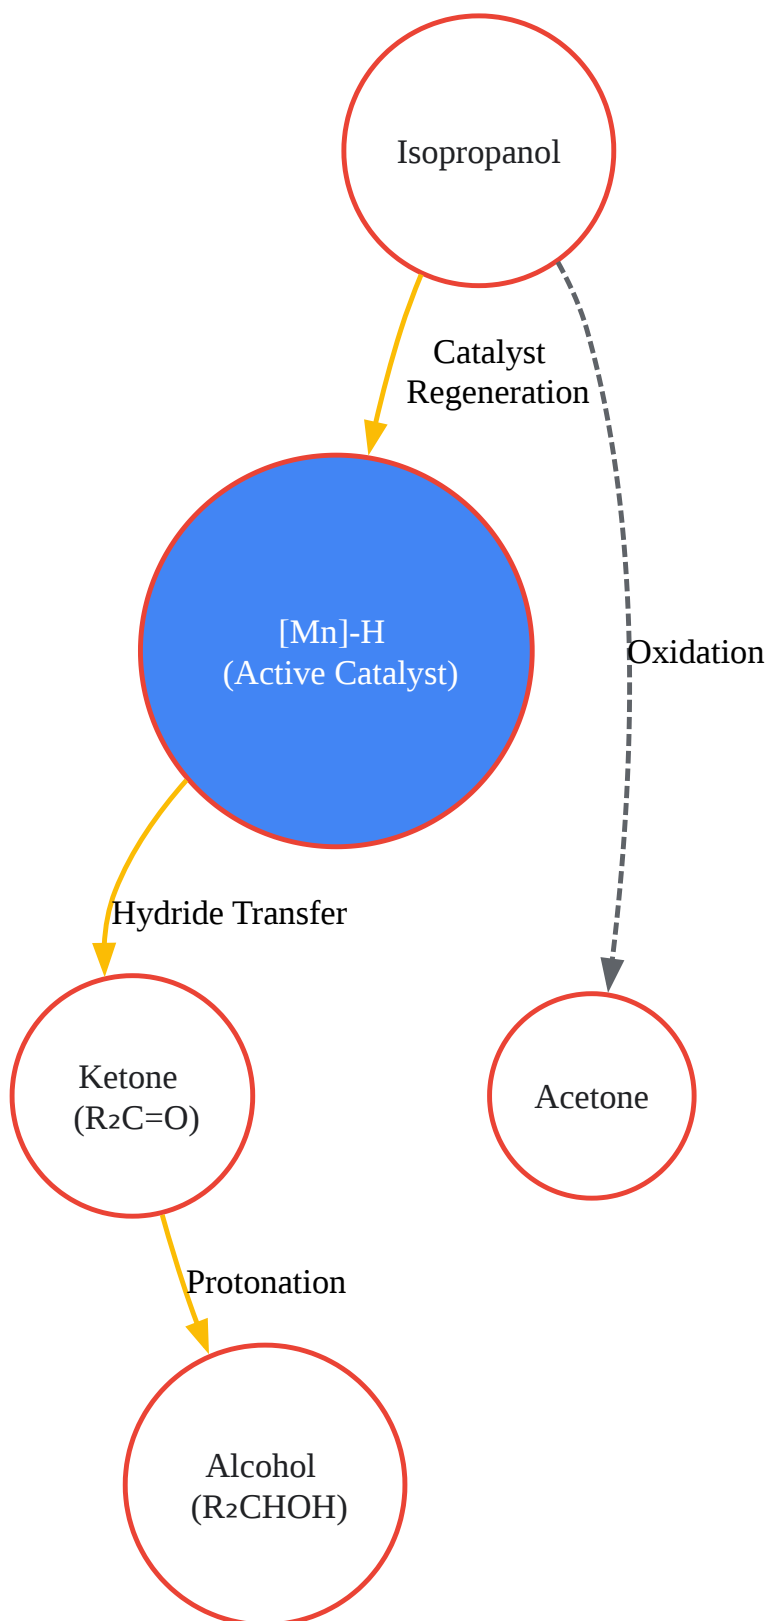 Isopropanol
Catalyst
Regeneration
[Mn]-H
(Active Catalyst)
Oxidation
Hydride Transfer
Ketone
(R₂C=O)
Acetone
Protonation
Alcohol
(R₂CHOH)